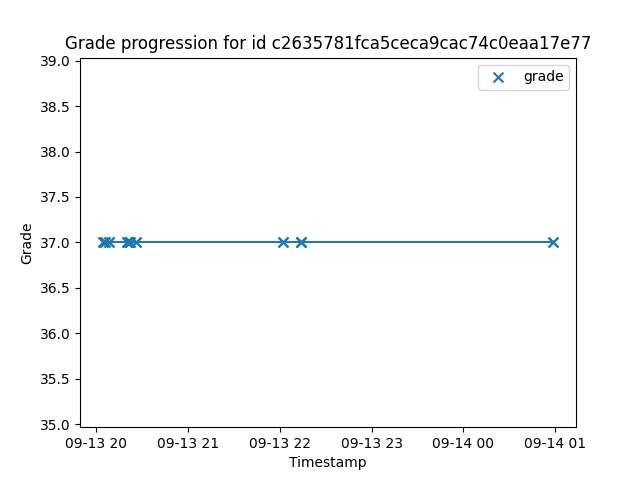 Grade progression for id c2635781fca5ceca9cac74c0eaa17e77
39.0
grade
38.5
38.0
37.5
37.0
36.5
36.0
35.5
35.0
Grade
09-13 20 09-13 21 09-13 22 09-13 23 09-14 00 09-14 01
Timestamp